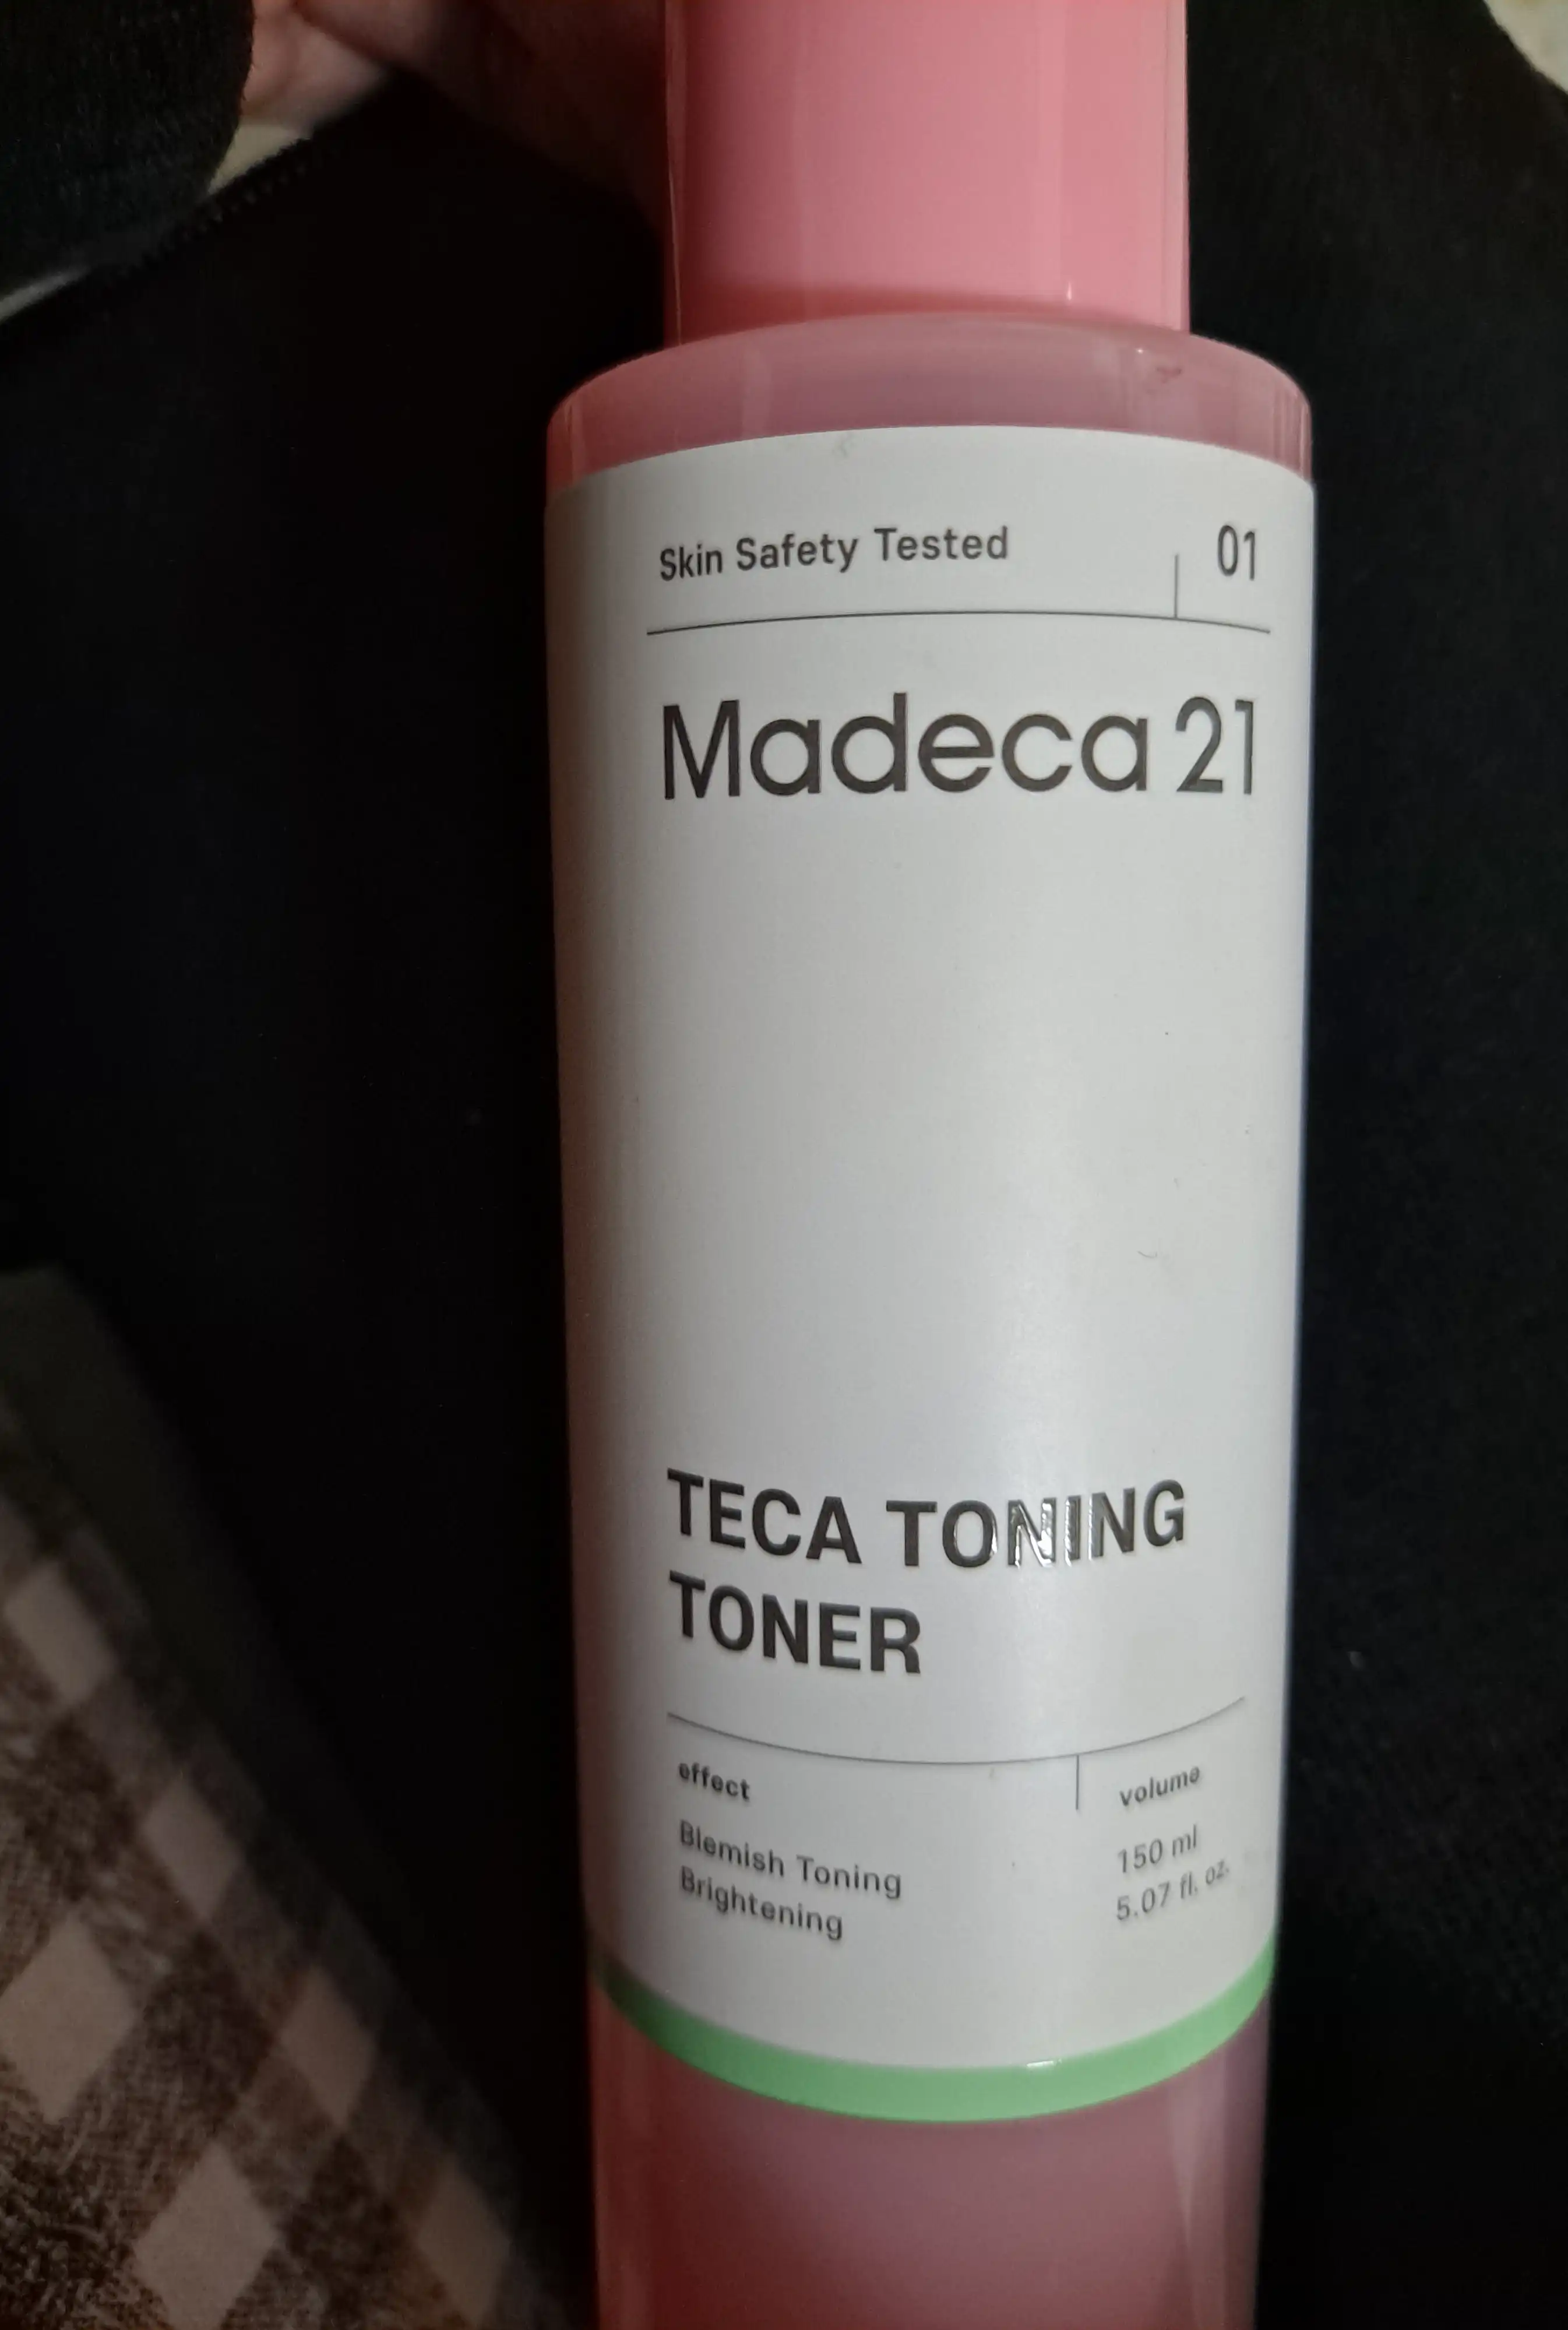 Skin Safety Tested 01
Madeca 21
TECA TONING
TONER
effect volume
Blemish Toning 150 ml
Brightening 5.07 fl. oz.